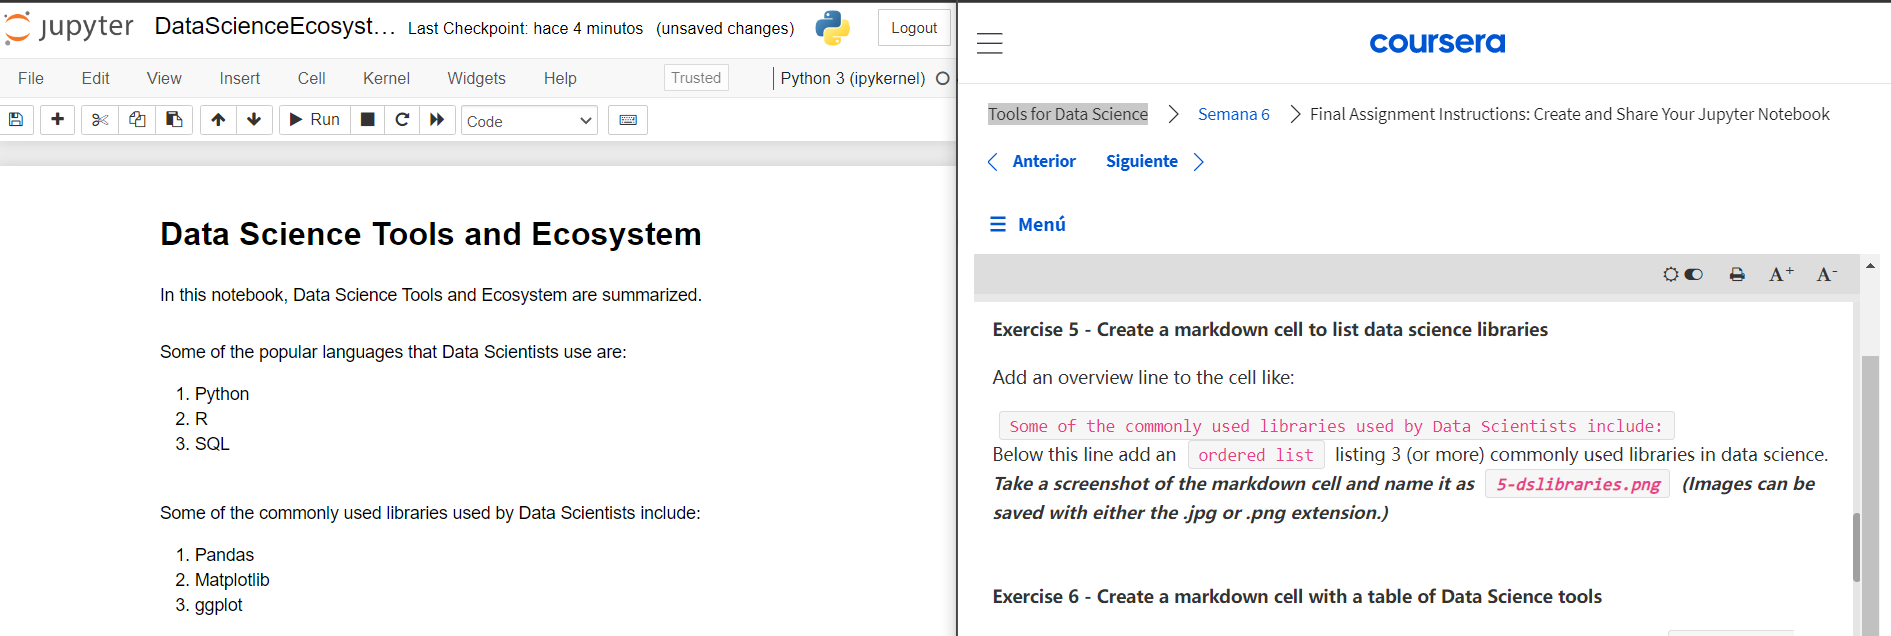 jupyter DataScienceEcosyst... Last Checkpoint: hace 4 minutos (unsaved changes) Logout
File Edit View Insert Cell Kernel Widgets Help Trusted Python 3 (ipykernel)
Run Code
Data Science Tools and Ecosystem
In this notebook, Data Science Tools and Ecosystem are summarized.
Some of the popular languages that Data Scientists use are:
1. Python
2. R
3. SQL
Some of the commonly used libraries used by Data Scientists include:
1. Pandas
2. Matplotlib
3. ggplot
coursera
Tools for Data Science > Semana 6 > Final Assignment Instructions: Create and Share Your Jupyter Notebook
< Anterior Siguiente >
Menú
A+ A-
Exercise 5 - Create a markdown cell to list data science libraries
Add an overview line to the cell like:
Some of the commonly used libraries used by Data Scientists include:
Below this line add an ordered list listing 3 (or more) commonly used libraries in data science.
Take a screenshot of the markdown cell and name it as 5-dslibraries.png (Images can be
saved with either the .jpg or .png extension.)
Exercise 6 - Create a markdown cell with a table of Data Science tools